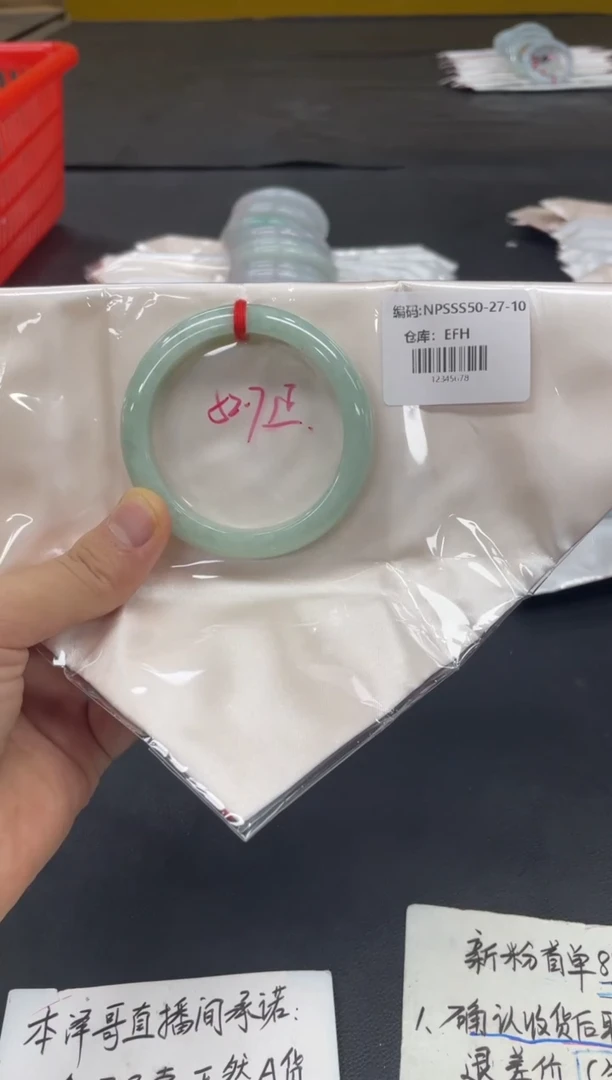 编码:NPSSS50-27-10
仓库: EFH
12345678
本泽哥直播间承诺:
天然A货
新粉首单8
1、确认收货后
退差价